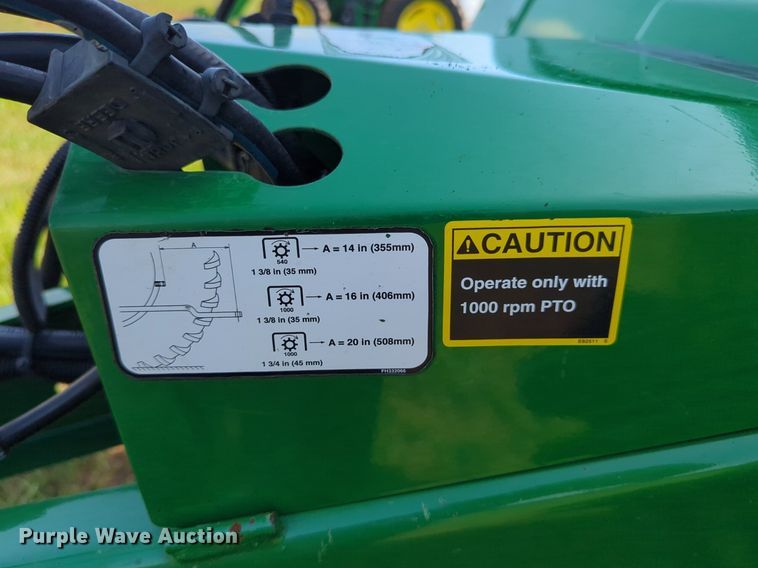 A
540
A = 14 in (355mm)
1 3/8 in (35 mm)
1000
A = 16 in (406mm)
1 3/8 in (35 mm)
1000
A = 20 in (508mm)
1 3/4 in (45 mm)
FH332066
CAUTION
Operate only with
1000 rpm PTO
Purple Wave Auction